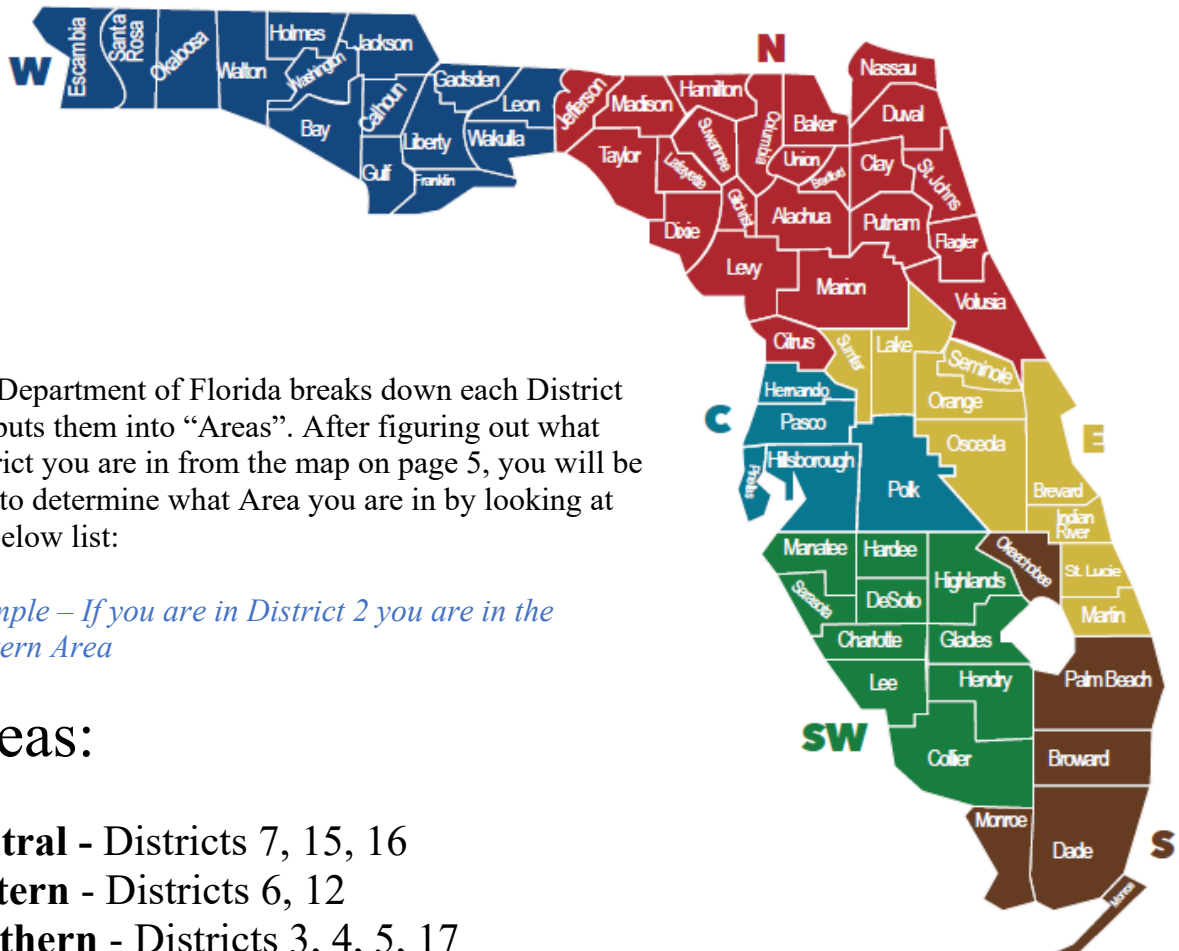 W
Escambia
Santa
Rosa
Okaloosa
Walton
Holmes
Washington
Jackson
Bay
Calhoun
Gulf
Gadsden
Liberty
Franklin
Leon
Wakulla
N
Jefferson
Madison
Hamilton
Taylor
Lafayette
Suwannee
Columbia
Baker
Nassau
Duval
Union
Bradford
Clay
St. Johns
Dixie
Gilchrist
Alachua
Putnam
Flagler
Levy
Marion
Volusia
Citrus
Sumter
Lake
Seminole
Orange
Osceola
Brevard
E
Indian
River
St. Lucie
Martin
C
Hernando
Pasco
Pinellas
Hillsborough
Polk
Manatee
Hardee
Highlands
Okeechobee
Sarasota
DeSoto
Charlotte
Glades
Lee
Hendry
SW
Collier
Palm Beach
Broward
Monroe
Dade
S
Monroe
Department of Florida breaks down each District
puts them into “Areas”. After figuring out what
rict you are in from the map on page 5, you will be
to determine what Area you are in by looking at
elow list:
mple – If you are in District 2 you are in the
tern Area
eas:
tral - Districts 7, 15, 16
tern - Districts 6, 12
thern - Districts 3, 4, 5, 17